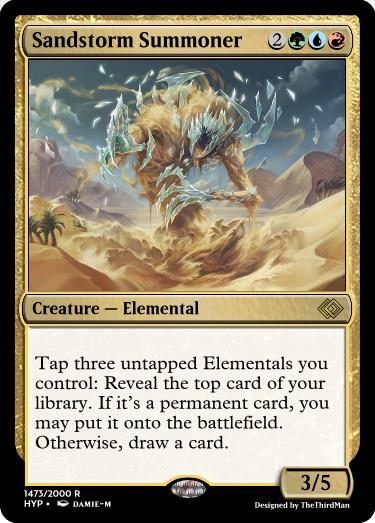 Sandstorm Summoner 2
Creature — Elemental
Tap three untapped Elementals you
control: Reveal the top card of your
library. If it's a permanent card, you
may put it onto the battlefield.
Otherwise, draw a card.
3/5
1473/2000 R
HYP • DAMIE-M
Designed by TheThirdMan